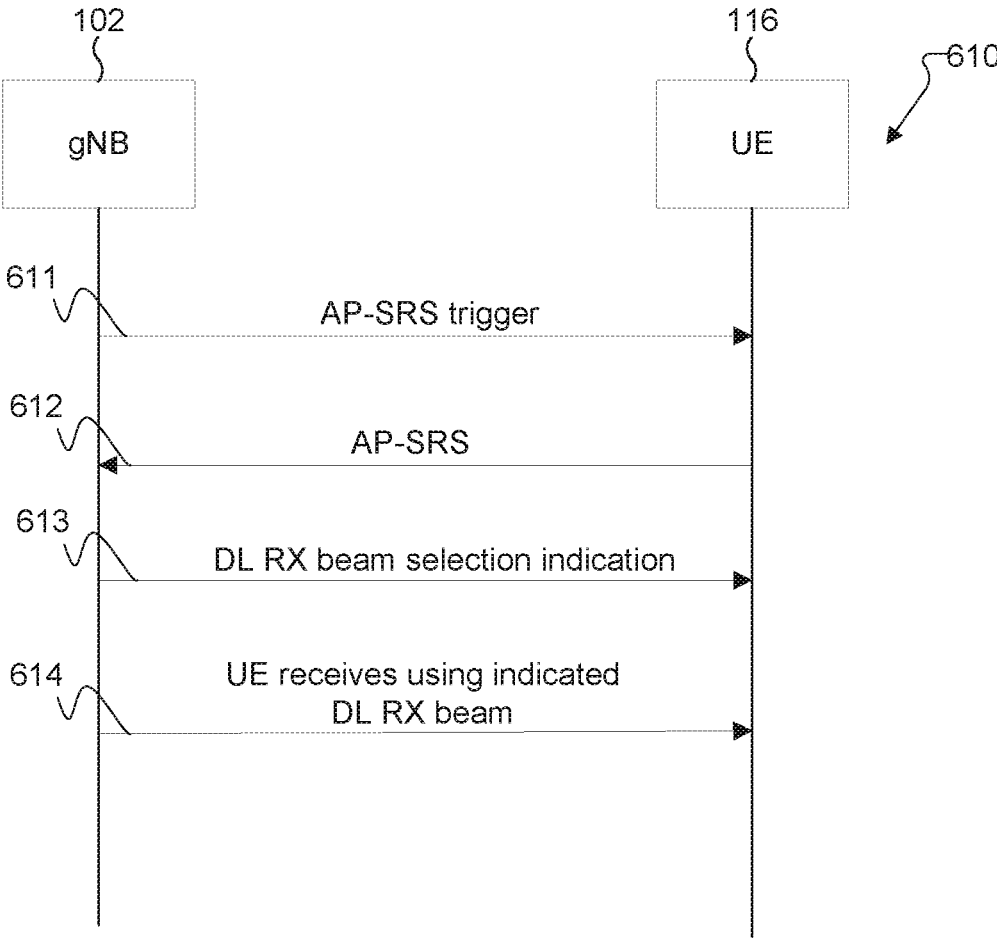 102
116
610
gNB
UE
611
AP-SRS trigger
612
AP-SRS
613
DL RX beam selection indication
614
UE receives using indicated
DL RX beam